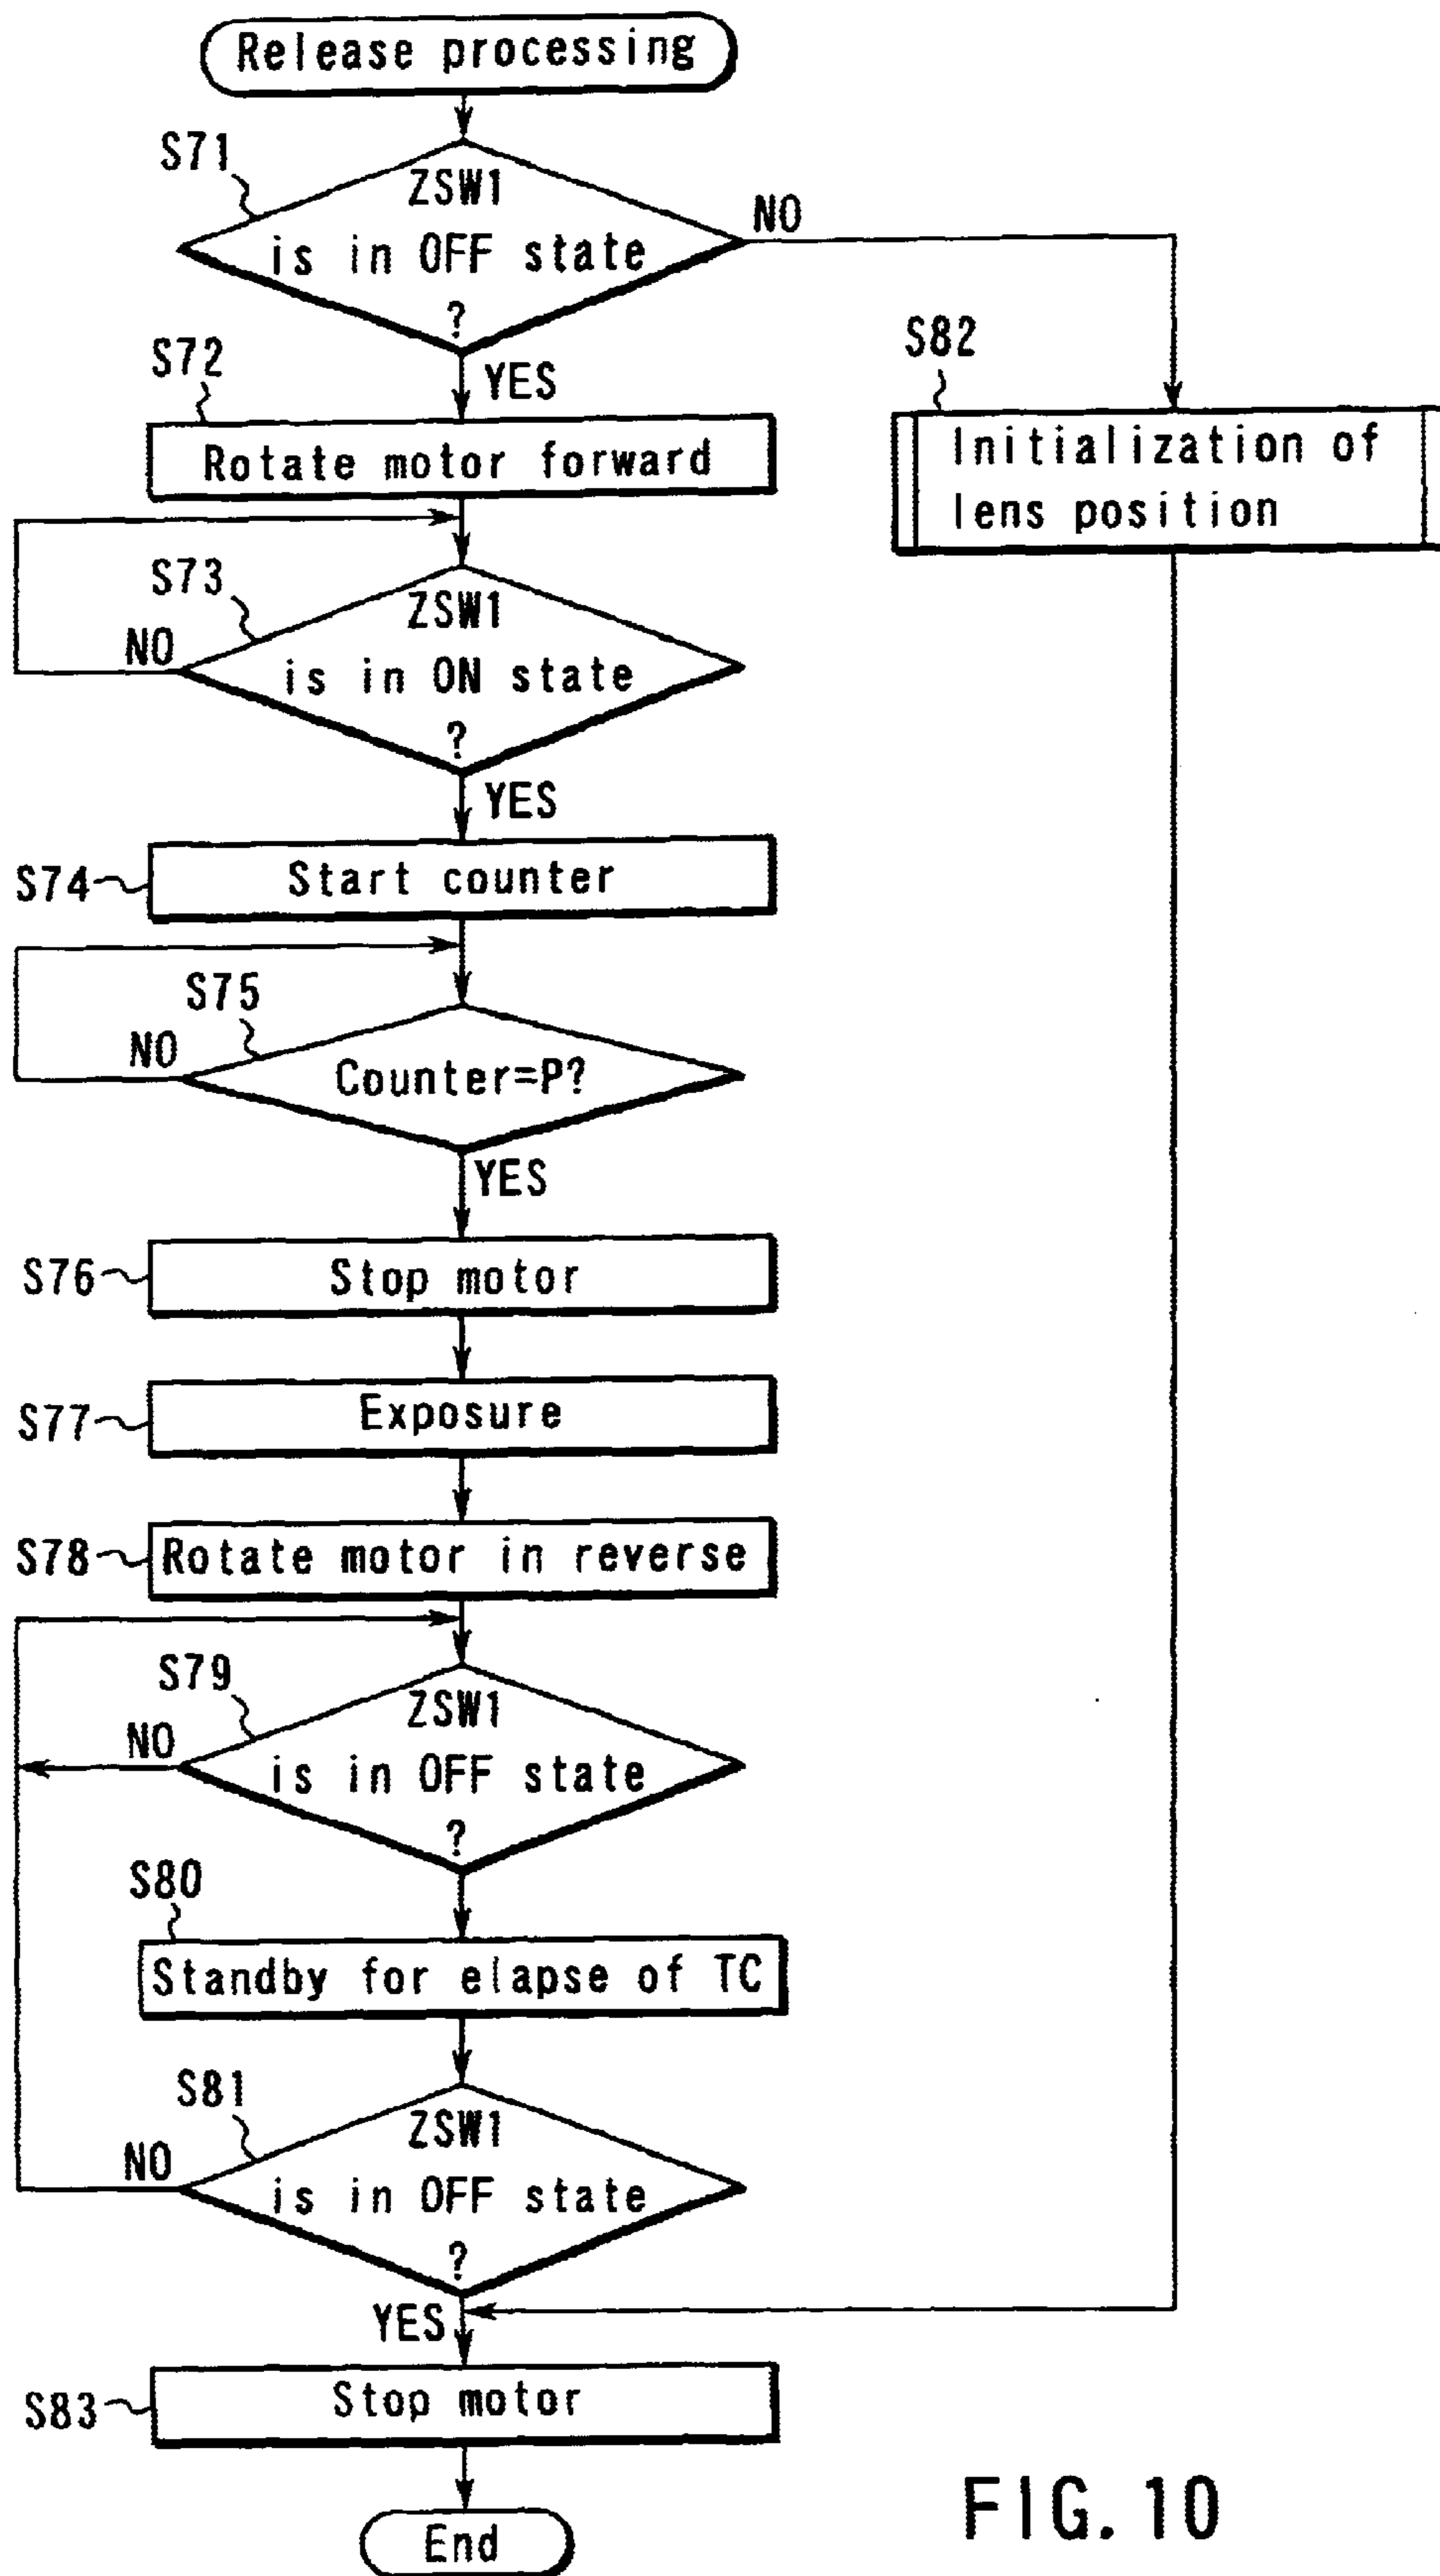 Release processing
S71
ZSW1
is in OFF state
?
NO
YES
S72
Rotate motor forward
S82
Initialization of
lens position
S73
ZSW1
is in ON state
?
NO
YES
S74
Start counter
S75
Counter=P?
NO
YES
S76
Stop motor
S77
Exposure
S78
Rotate motor in reverse
S79
ZSW1
is in OFF state
?
NO
S80
Standby for elapse of TC
S81
ZSW1
is in OFF state
?
NO
YES
S83
Stop motor
End
FIG. 10